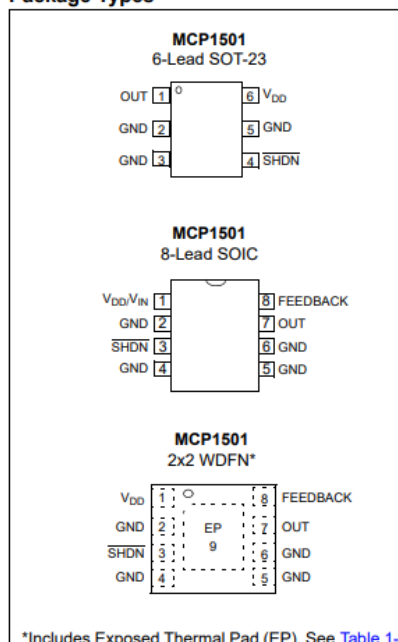 Package Types
MCP1501
6-Lead SOT-23
OUT 1 6 VDD
GND 2 5 GND
GND 3 4 SHDN
MCP1501
8-Lead SOIC
VDD/VIN 1 8 FEEDBACK
GND 2 7 OUT
SHDN 3 6 GND
GND 4 5 GND
MCP1501
2x2 WDFN*
VDD 1 8 FEEDBACK
GND 2 EP 7 OUT
SHDN 3 9 6 GND
GND 4 5 GND
*Includes Exposed Thermal Pad (EP). See Table 1-